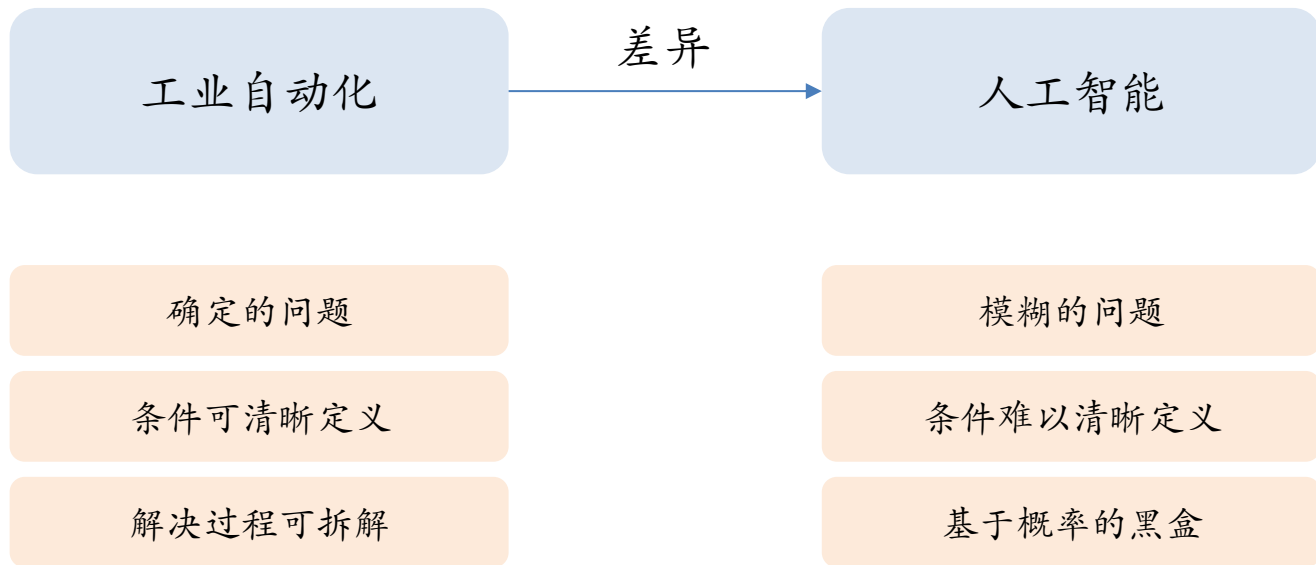 差异
工业自动化
人工智能
确定的问题
模糊的问题
条件可清晰定义
条件难以清晰定义
解决过程可拆解
基于概率的黑盒